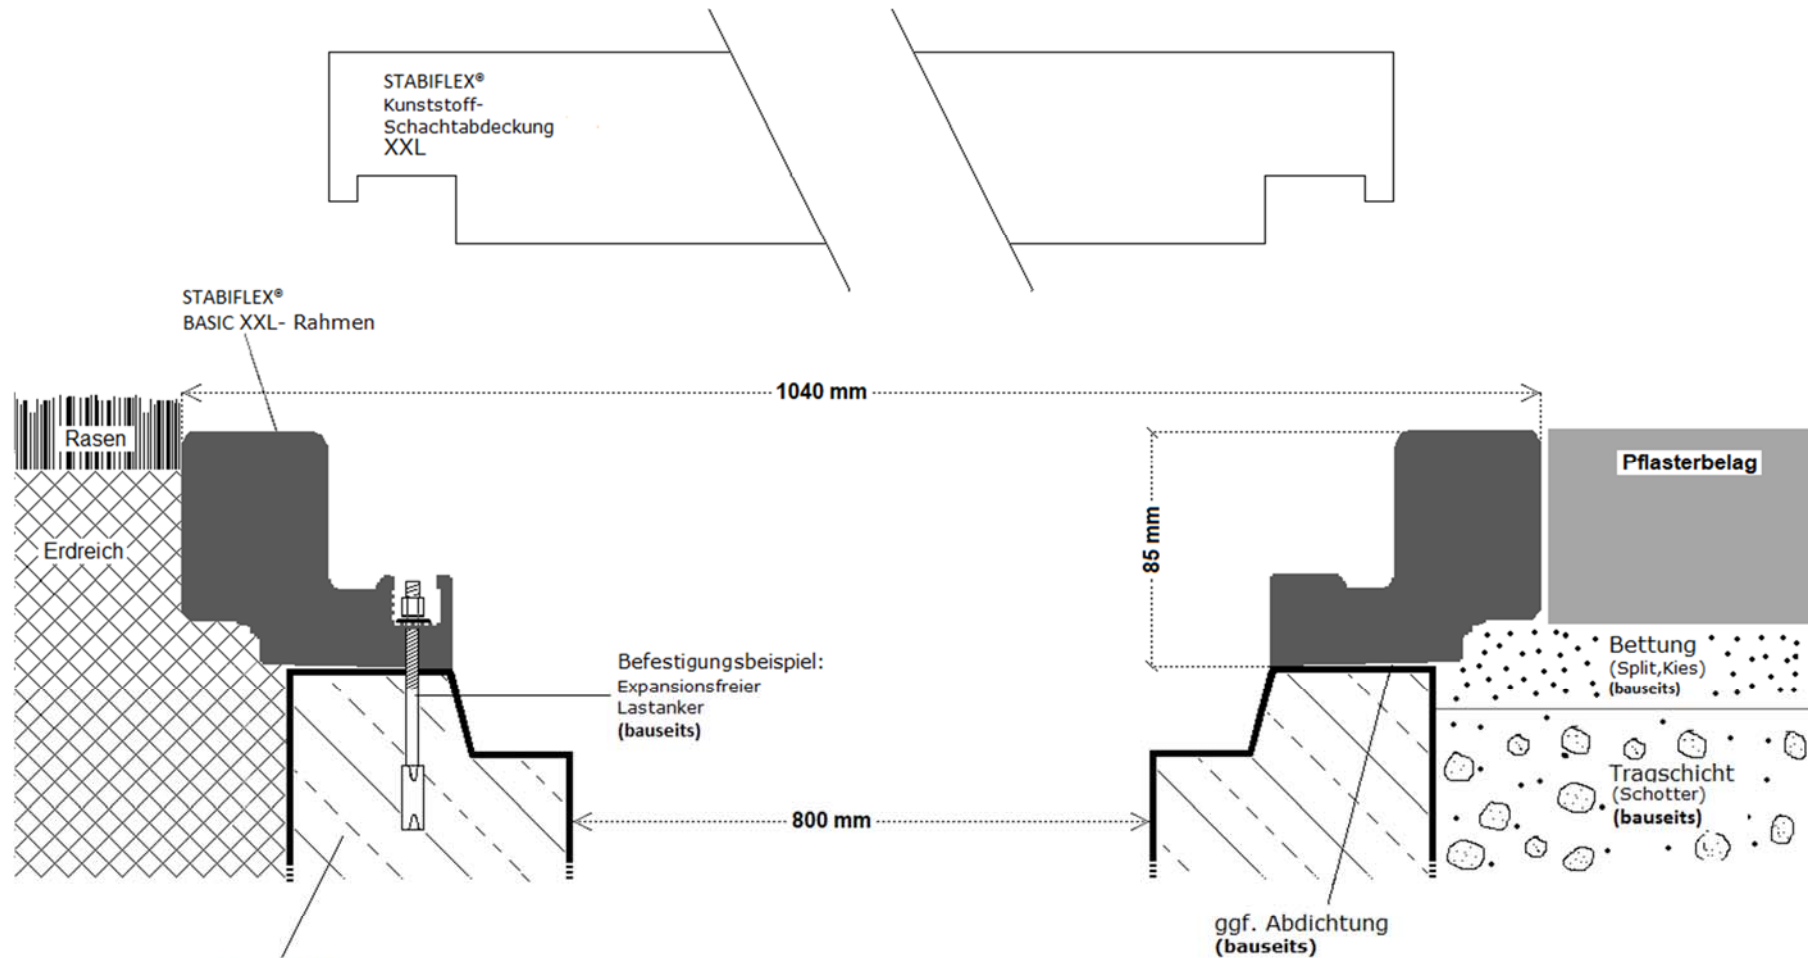 STABIFLEX®
Kunststoff-
Schachtabdeckung
XXL
STABIFLEX®
BASIC XXL- Rahmen
1040 mm
Rasen
Pflasterbelag
85 mm
Erdreich
Befestigungsbeispiel:
Expansionsfreier
Lastanker
(bauseits)
Bettung
(Split,Kies)
(bauseits)
Tragschicht
(Schotter)
(bauseits)
800 mm
ggf. Abdichtung
(bauseits)